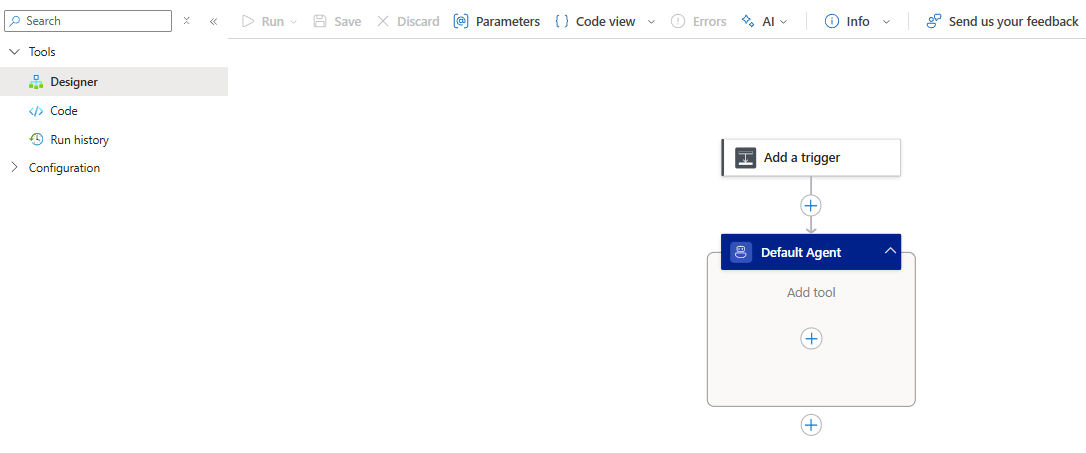 Search
Run Save Discard Parameters Code view Errors AI Info Send us your feedback
Tools
Designer
Code
Run history
Configuration
Add a trigger
Default Agent
Add tool